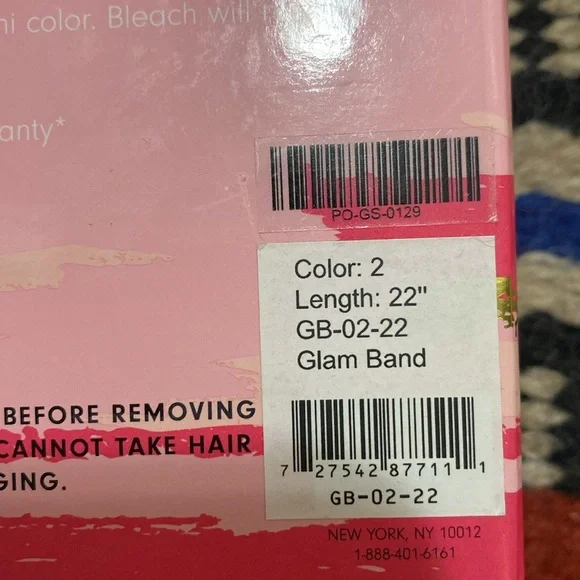 ni color. Bleach will
anty*
PO-GS-0129
Color: 2
Length: 22"
GB-02-22
Glam Band
BEFORE REMOVING
CANNOT TAKE HAIR
GING.
7 27542 87711 1
GB-02-22
NEW YORK, NY 10012
1-888-401-6161